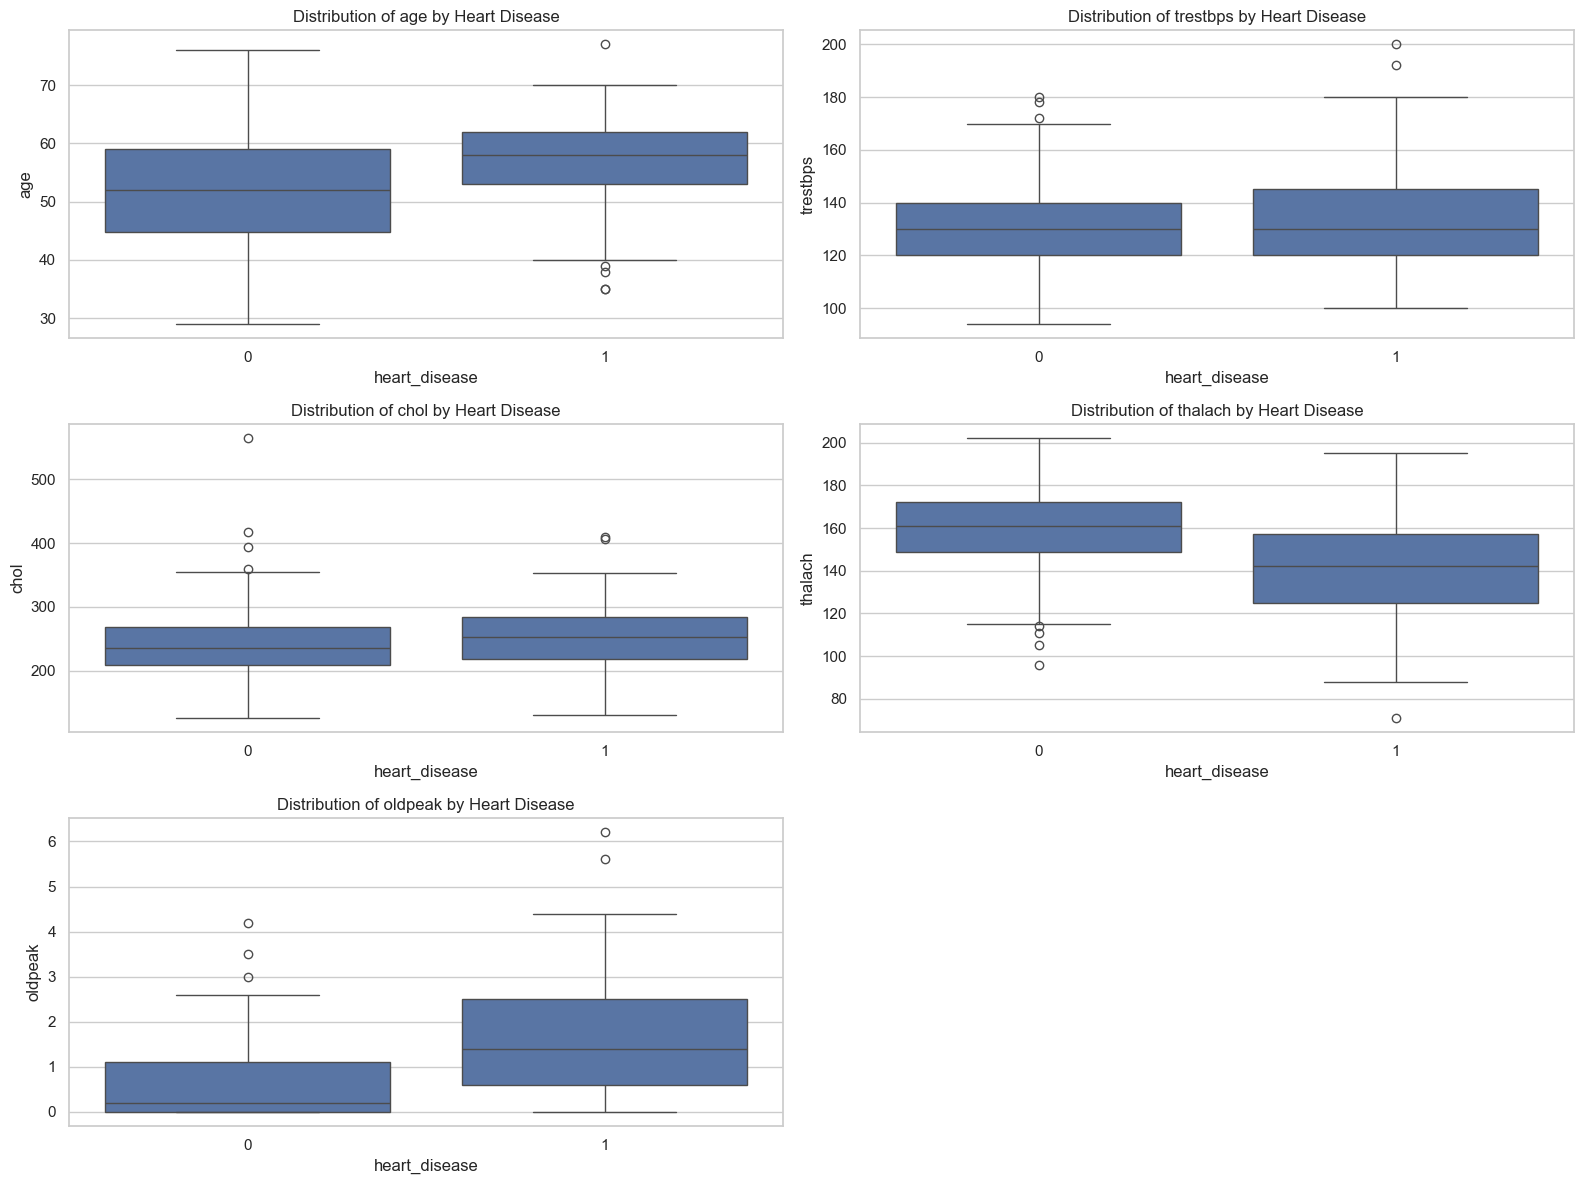 Distribution of age by Heart Disease
70
60
50
40
30
age
0
1
heart_disease
Distribution of trestbps by Heart Disease
200
180
160
140
120
100
trestbps
0
1
heart_disease
Distribution of chol by Heart Disease
500
400
300
200
chol
0
1
heart_disease
Distribution of thalach by Heart Disease
200
180
160
140
120
100
80
thalach
0
1
heart_disease
Distribution of oldpeak by Heart Disease
6
5
4
3
2
1
0
oldpeak
0
1
heart_disease